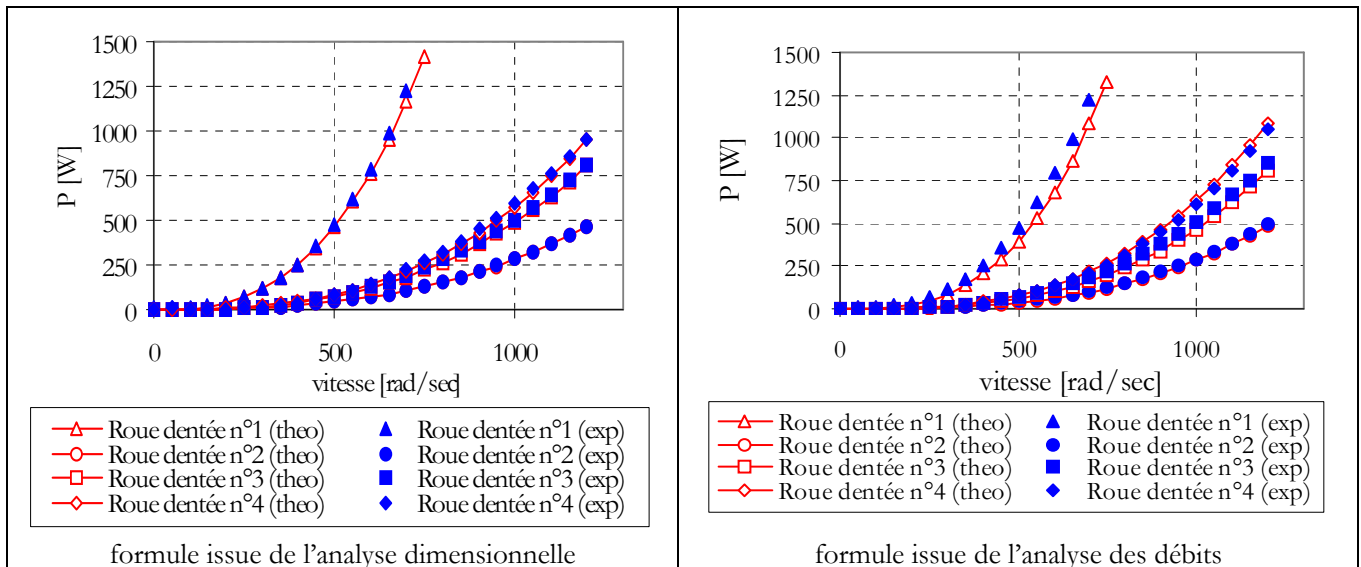 1500
1250
1000
750
500
250
0
P [W]
0
500
1000
vitesse [rad/sec]
Roue dentée n°1 (theo)
Roue dentée n°1 (exp)
Roue dentée n°2 (theo)
Roue dentée n°2 (exp)
Roue dentée n°3 (theo)
Roue dentée n°3 (exp)
Roue dentée n°4 (theo)
Roue dentée n°4 (exp)
formule issue de l'analyse dimensionnelle
1500
1250
1000
750
500
250
0
P [W]
0
500
1000
vitesse [rad/sec]
Roue dentée n°1 (theo)
Roue dentée n°1 (exp)
Roue dentée n°2 (theo)
Roue dentée n°2 (exp)
Roue dentée n°3 (theo)
Roue dentée n°3 (exp)
Roue dentée n°4 (theo)
Roue dentée n°4 (exp)
formule issue de l'analyse des débits